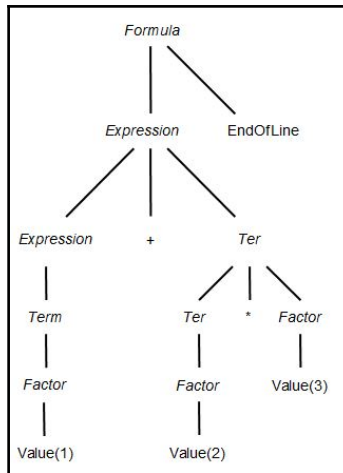 Formula
Expression EndOfLine
Expression + Ter
Term Ter * Factor
Factor Factor Value(3)
Value(1) Value(2)